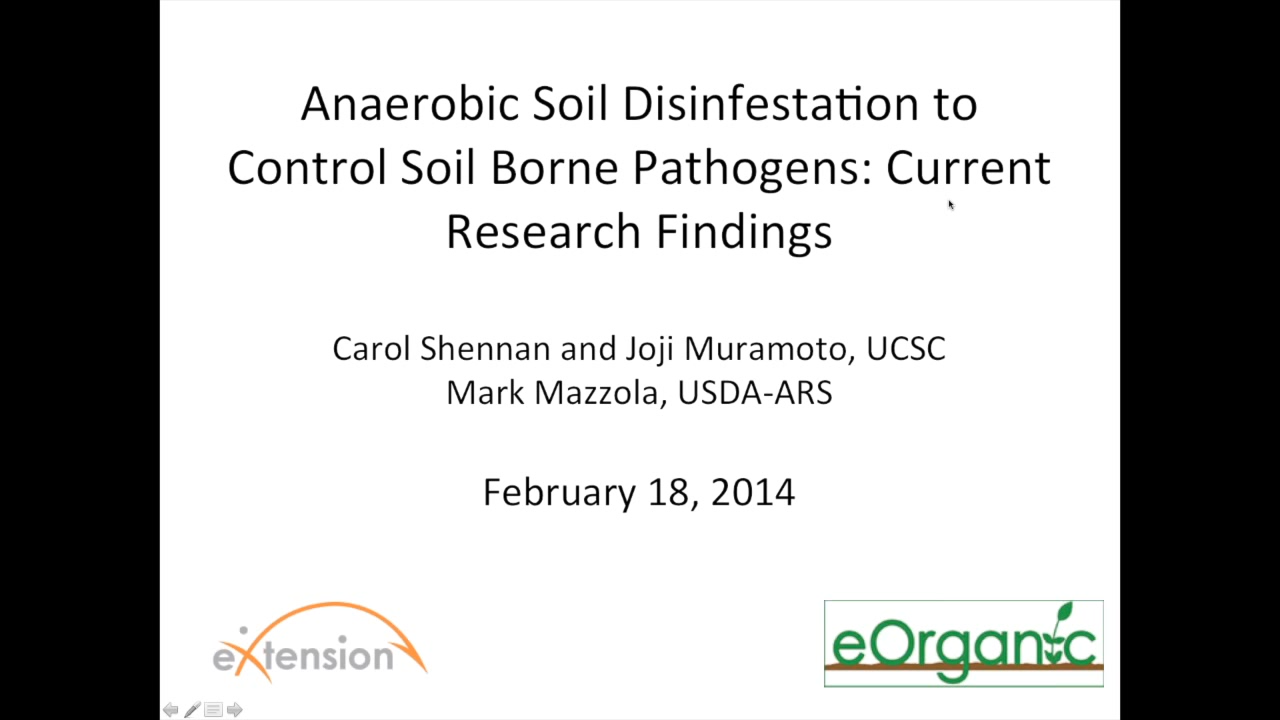 Anaerobic Soil Disinfestation to
Control Soil Borne Pathogens: Current
Research Findings
Carol Shennan and Joji Muramoto, UCSC
Mark Mazzola, USDA-ARS
February 18, 2014
eXtension
eOrganic